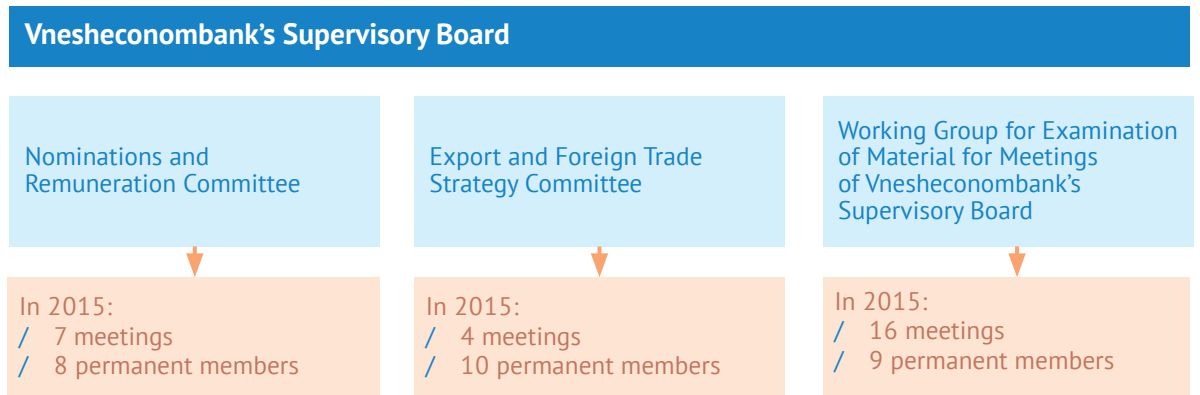 Vnesheconombank's Supervisory Board
Nominations and
Remuneration Committee
In 2015:
/ 7 meetings
/ 8 permanent members
Export and Foreign Trade
Strategy Committee
In 2015:
/ 4 meetings
/ 10 permanent members
Working Group for Examination
of Material for Meetings
of Vnesheconombank's
Supervisory Board
In 2015:
/ 16 meetings
/ 9 permanent members